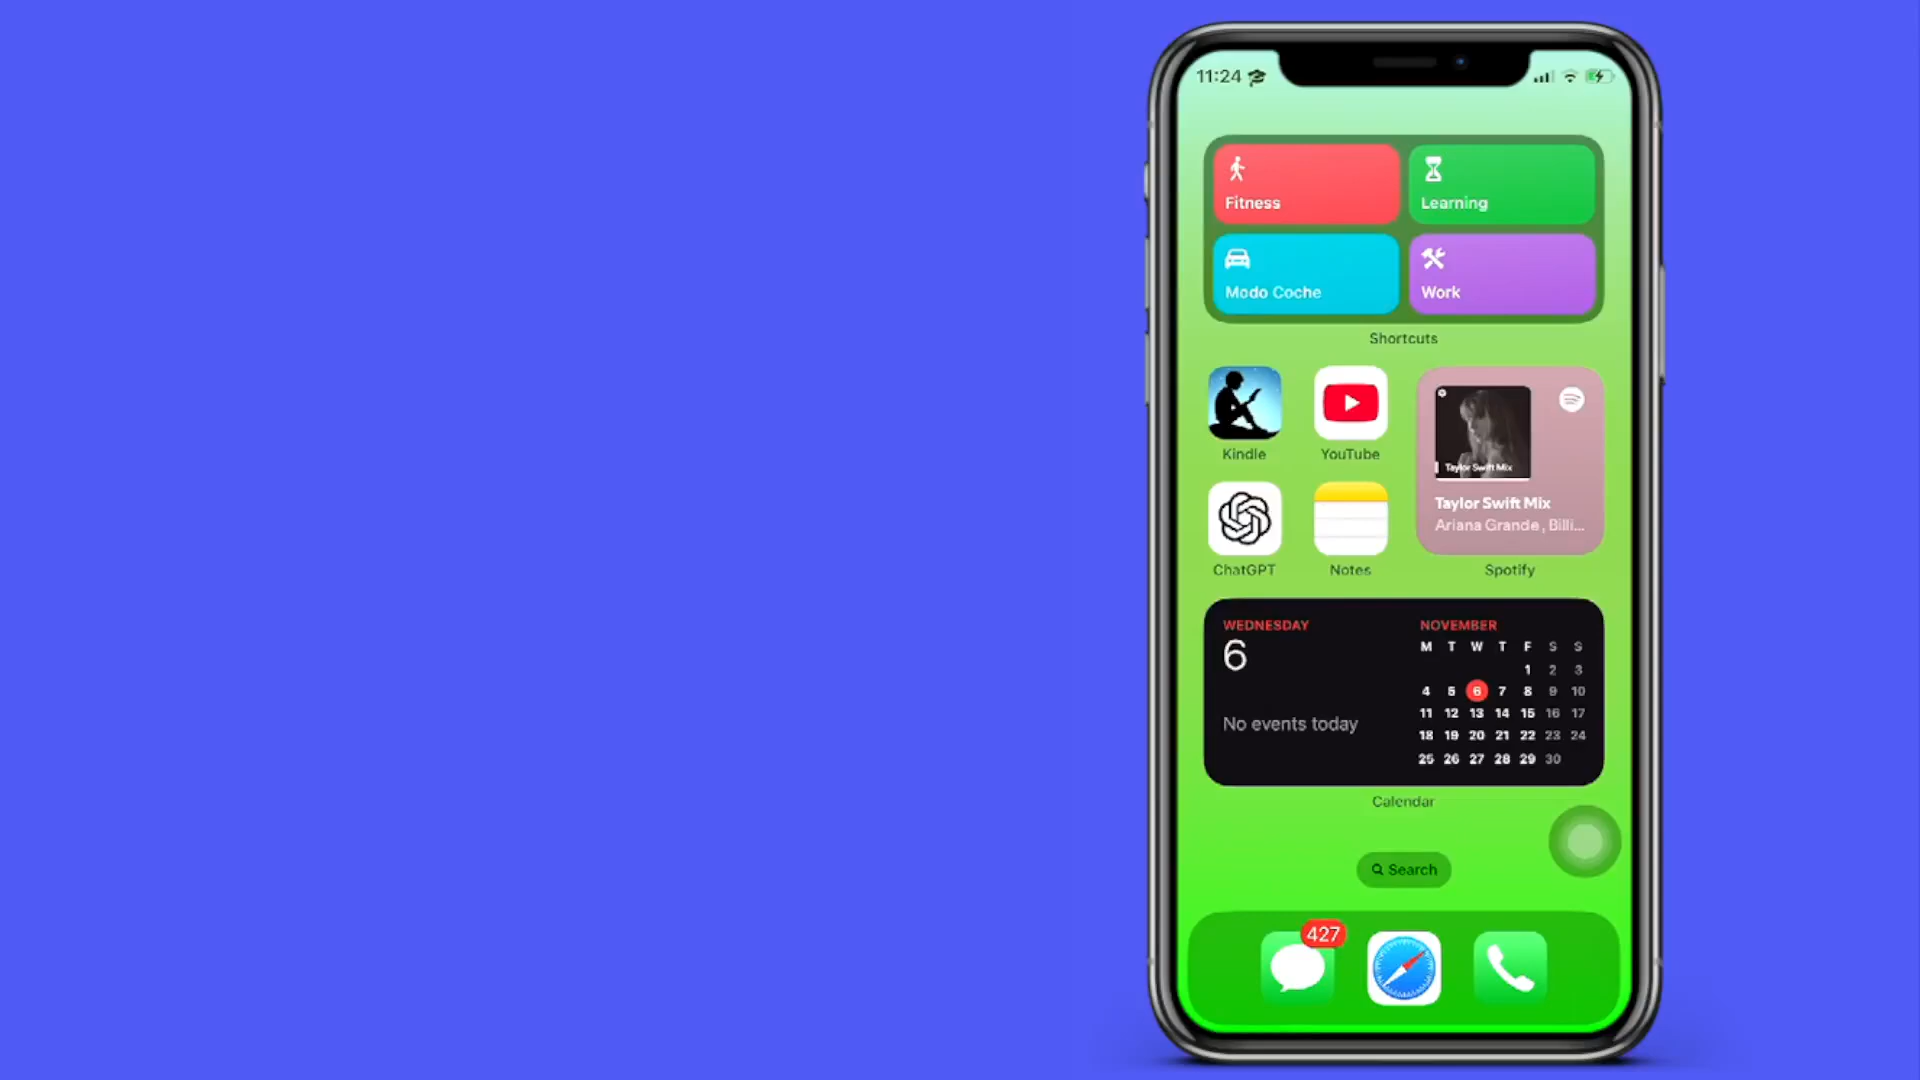 11:24
Fitness
Learning
Modo Coche
Work
Shortcuts
Kindle
YouTube
Taylor Swift Mix
Taylor Swift Mix
Ariana Grande, Billi...
ChatGPT
Notes
Spotify
WEDNESDAY
6
No events today
NOVEMBER
M T W T F S S
1 2 3
4 5 6 7 8 9 10
11 12 13 14 15 16 17
18 19 20 21 22 23 24
25 26 27 28 29 30
Calendar
Search
427